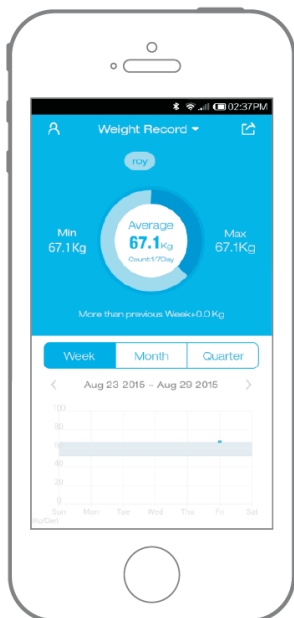 02:37PM
Weight Record
roy
Min
67.1Kg
Average
67.1Kg
Count:1/7Day
Max
67.1Kg
More than previous Week+0.0 Kg
Week Month Quarter
Aug 23 2015 ~ Aug 29 2015
100
80
60
40
20
0
Sun Mon Tue Wed Thu Fri Sat